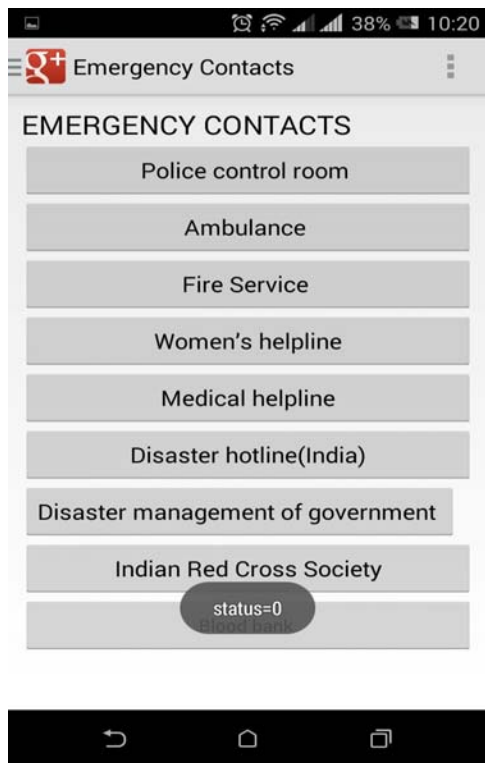 38% 10:20
g+ Emergency Contacts
EMERGENCY CONTACTS
Police control room
Ambulance
Fire Service
Women's helpline
Medical helpline
Disaster hotline(India)
Disaster management of government
Indian Red Cross Society
status=0
Blood bank